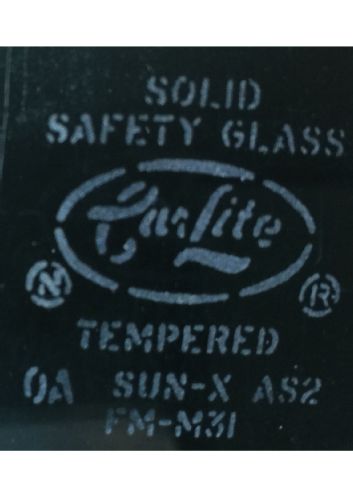 SOLID
SAFETY GLASS
CarLite
N ®
TEMPERED
0A SUN-X AS2
FM-M31